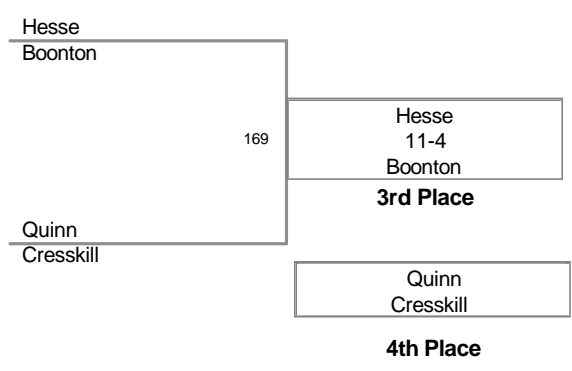 Hesse
Boonton
169
Hesse
11-4
Boonton
3rd Place
Quinn
Cresskill
Quinn
Cresskill
4th Place